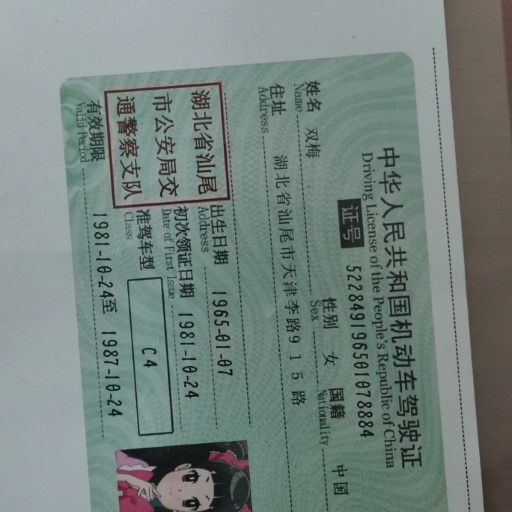 中华人民共和国机动车驾驶证
Driving License of the People's Republic of China
证号 522849196501078884
姓名 双梅 性别 女 国籍 中国
Name Sex Nationality
住址 湖北省汕尾市天津李路915路
Address
湖北省汕尾
市公安局交
通警察支队
出生日期 1965-01-07
Address
初次领证日期 1981-10-24
Date of First Issue
准驾车型 C4
Class
有效期限 1981-10-24至 1987-10-24
Valid Period